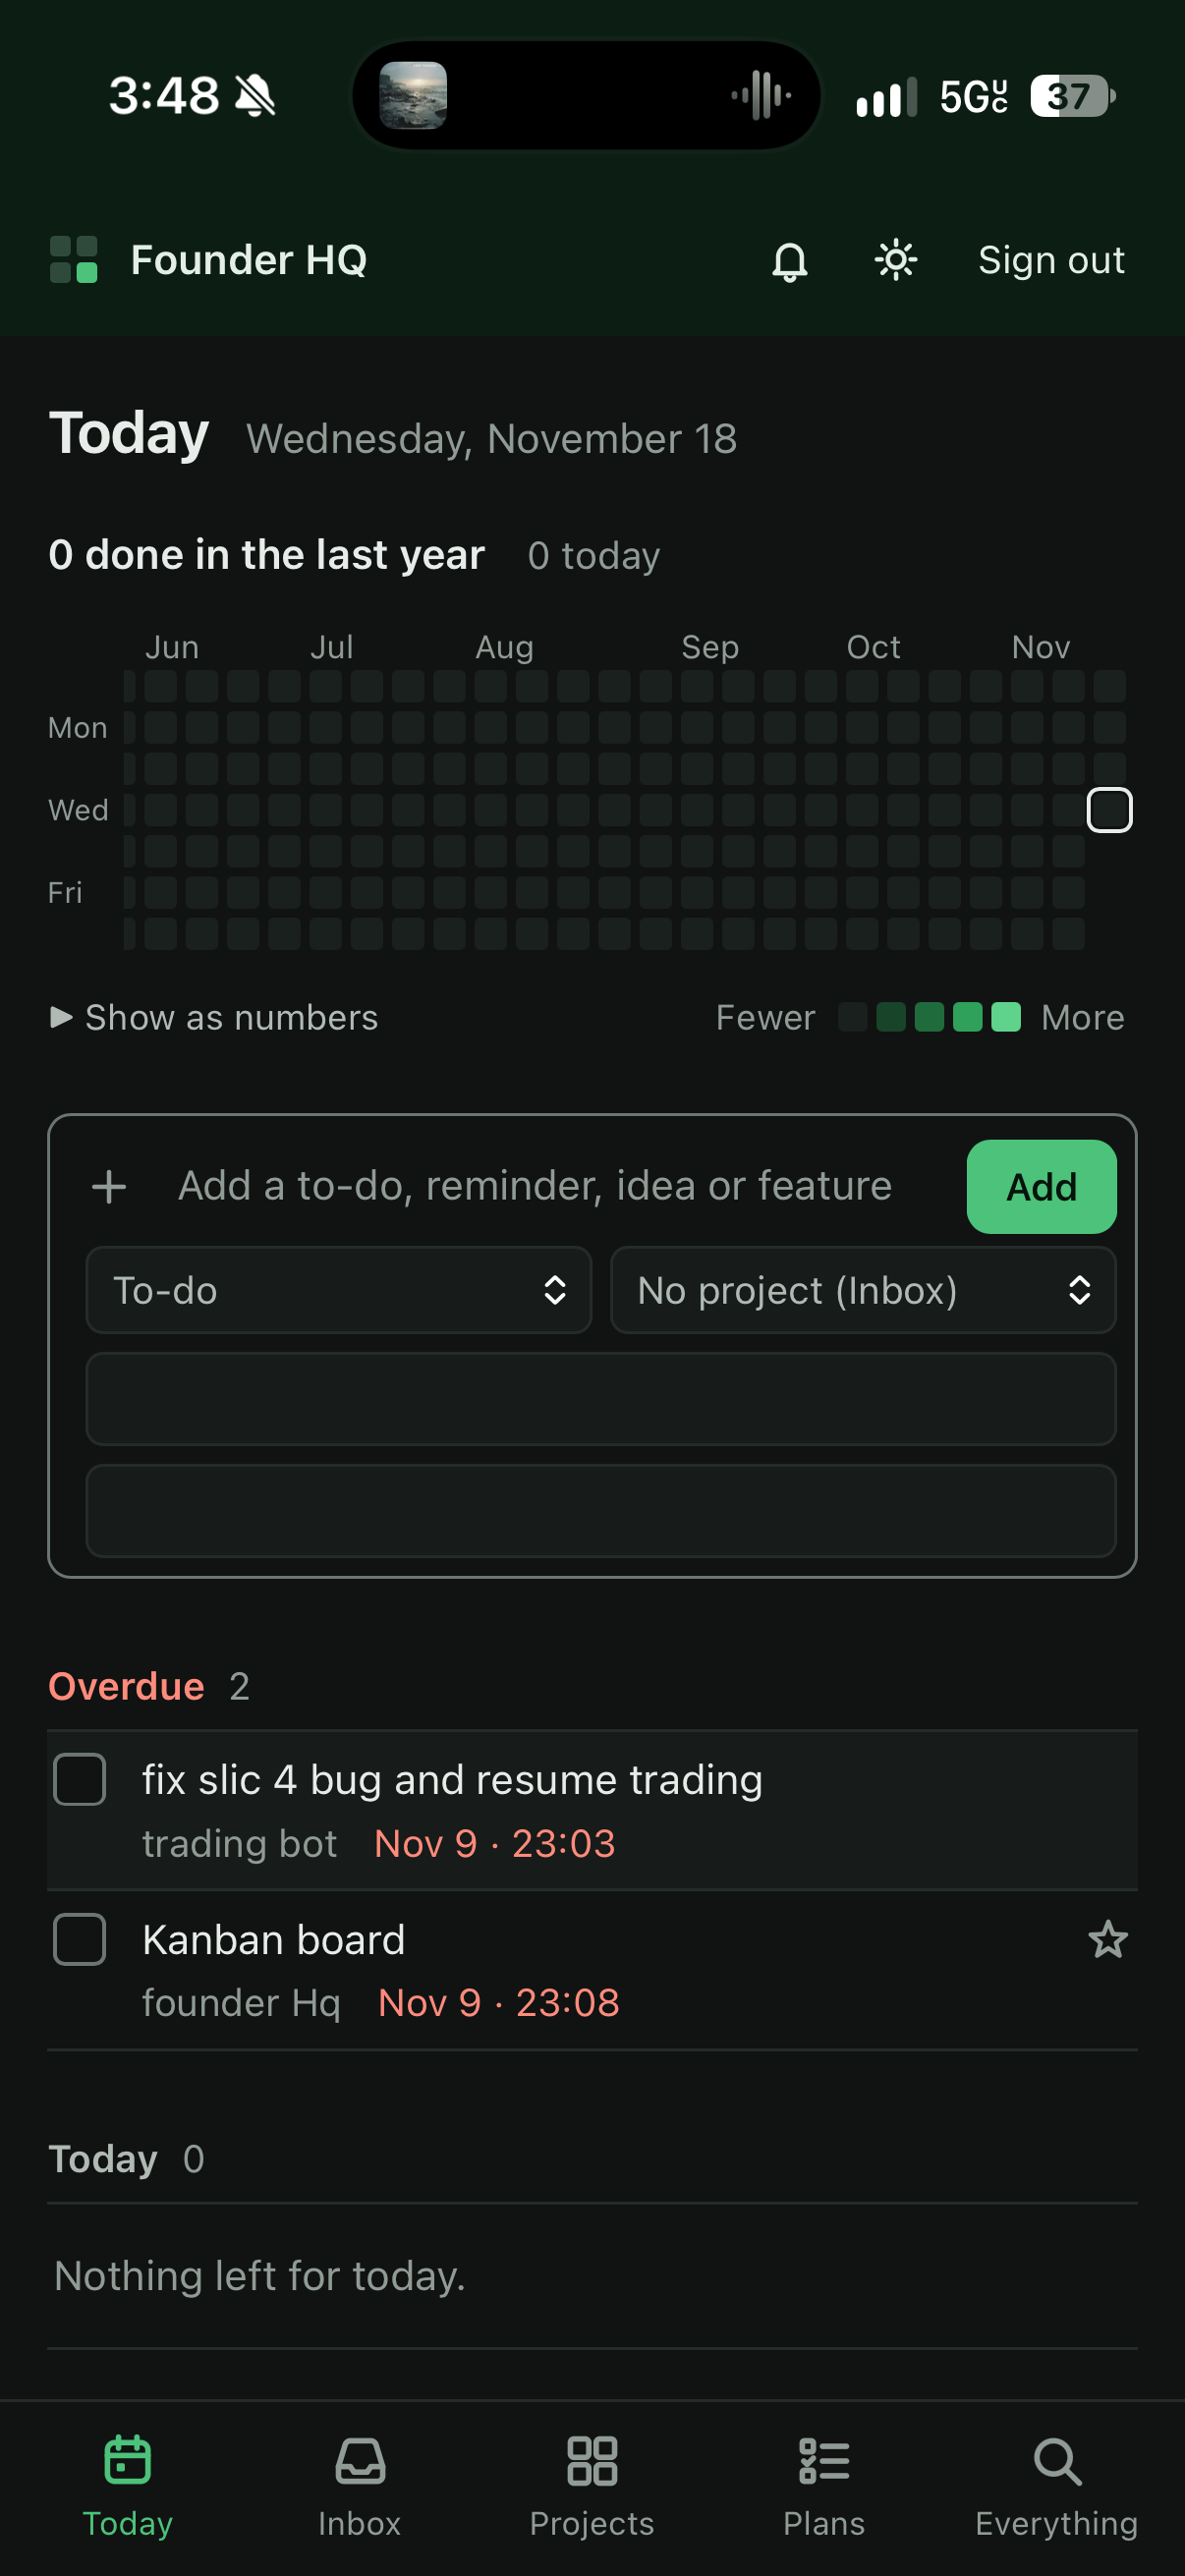 3:48 5G UC 37
Founder HQ Sign out
Today Wednesday, November 18
0 done in the last year 0 today
Jun Jul Aug Sep Oct Nov
Mon
Wed
Fri
Show as numbers Fewer More
Add a to-do, reminder, idea or feature Add
To-do No project (Inbox)
Overdue 2
fix slic 4 bug and resume trading
trading bot Nov 9 · 23:03
Kanban board
founder Hq Nov 9 · 23:08
Today 0
Nothing left for today.
Today Inbox Projects Plans Everything